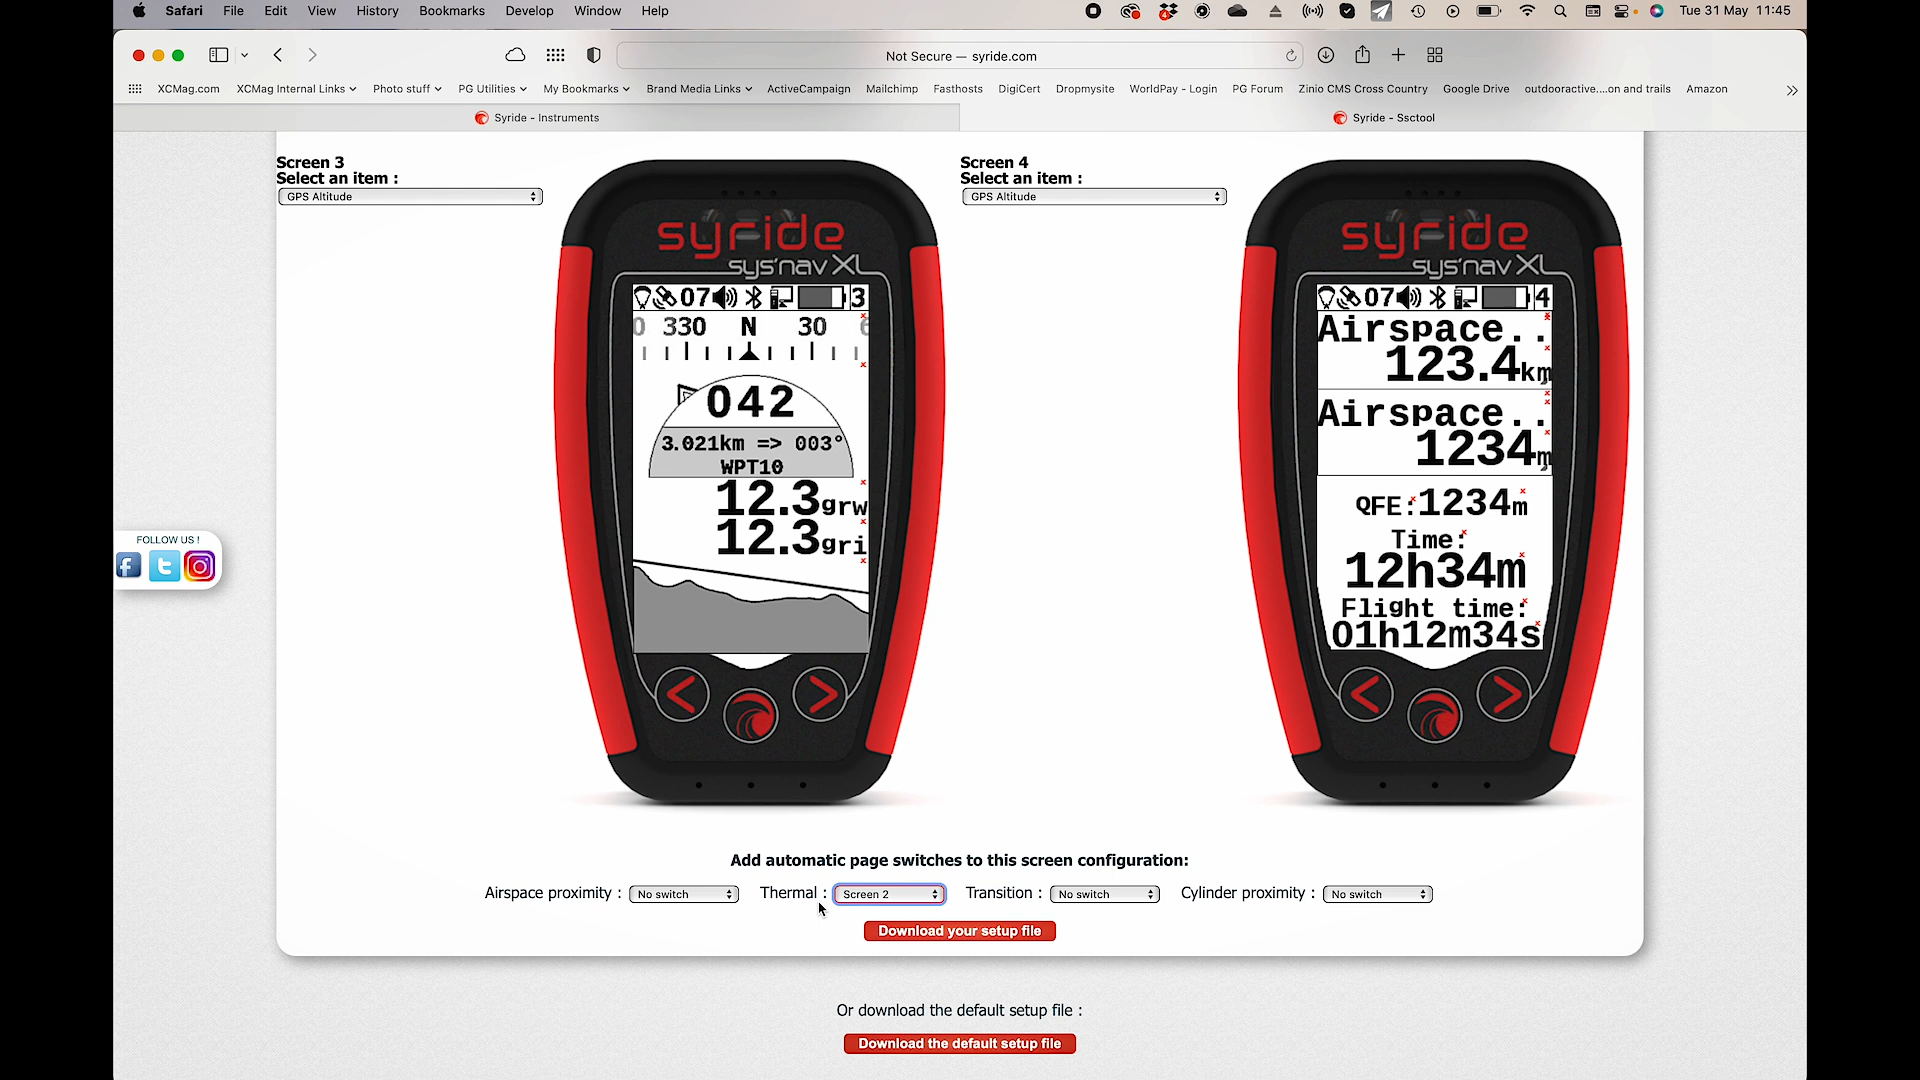 Safari File Edit View History Bookmarks Develop Window Help
Tue 31 May 11:45
Not Secure — syride.com
XCMag.com XCMag Internal Links Photo stuff PG Utilities My Bookmarks Brand Media Links ActiveCampaign Mailchimp Fasthosts DigiCert Dropmysite WorldPay - Login PG Forum Zinio CMS Cross Country Google Drive outdooractive....on and trails Amazon
Syride - Instruments
Syride - Ssctool
Screen 3
Select an item :
GPS Altitude
syride
sys'nav XL
07 3
0 330 N 30 6
042
3.021km => 003°
WPT10
12.3grw
12.3gri
Screen 4
Select an item :
GPS Altitude
syride
sys'nav XL
07 4
Airspace..
123.4km
Airspace..
1234m
QFE:1234m
Time:
12h34m
Flight time:
01h12m34s
FOLLOW US !
Add automatic page switches to this screen configuration:
Airspace proximity : No switch Thermal : Screen 2 Transition : No switch Cylinder proximity : No switch
Download your setup file
Or download the default setup file :
Download the default setup file